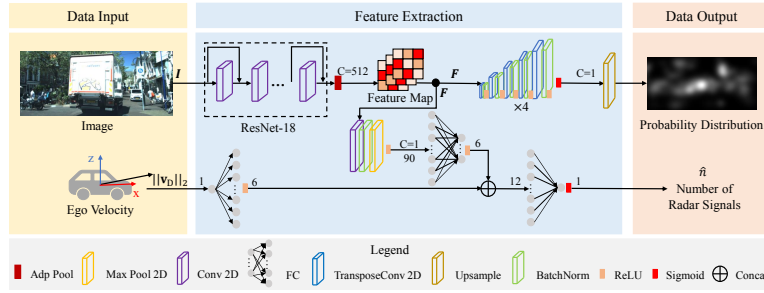 Data Input
Feature Extraction
Data Output
I
C=512
F
F
C=1
Feature Map
×4
ResNet-18
Image
Probability Distribution
C=1
90
6
Z
X
||v_D||_2
1
6
12
1
n̂
Number of
Radar Signals
Ego Velocity
Legend
Adp Pool
Max Pool 2D
Conv 2D
FC
TransposeConv 2D
Upsample
BatchNorm
ReLU
Sigmoid
Conca